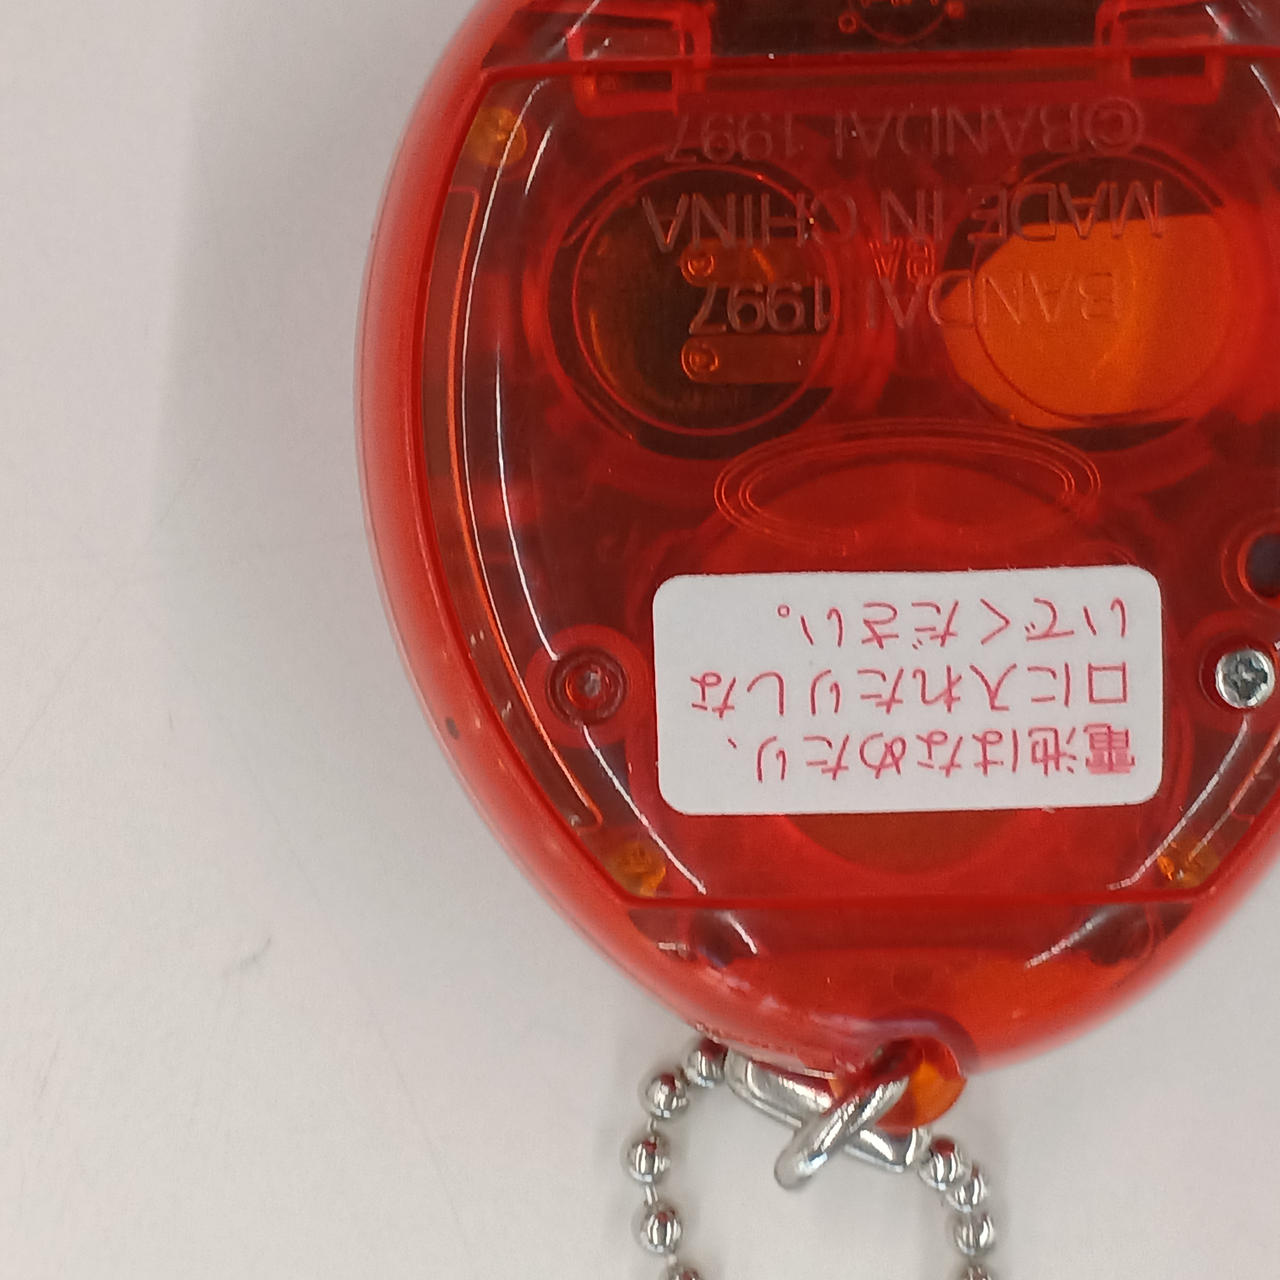 電池はなめたり、
口に入れたりしな
いでください。
BANDAI 1997
MADE IN CHINA
©BANDAI 1997